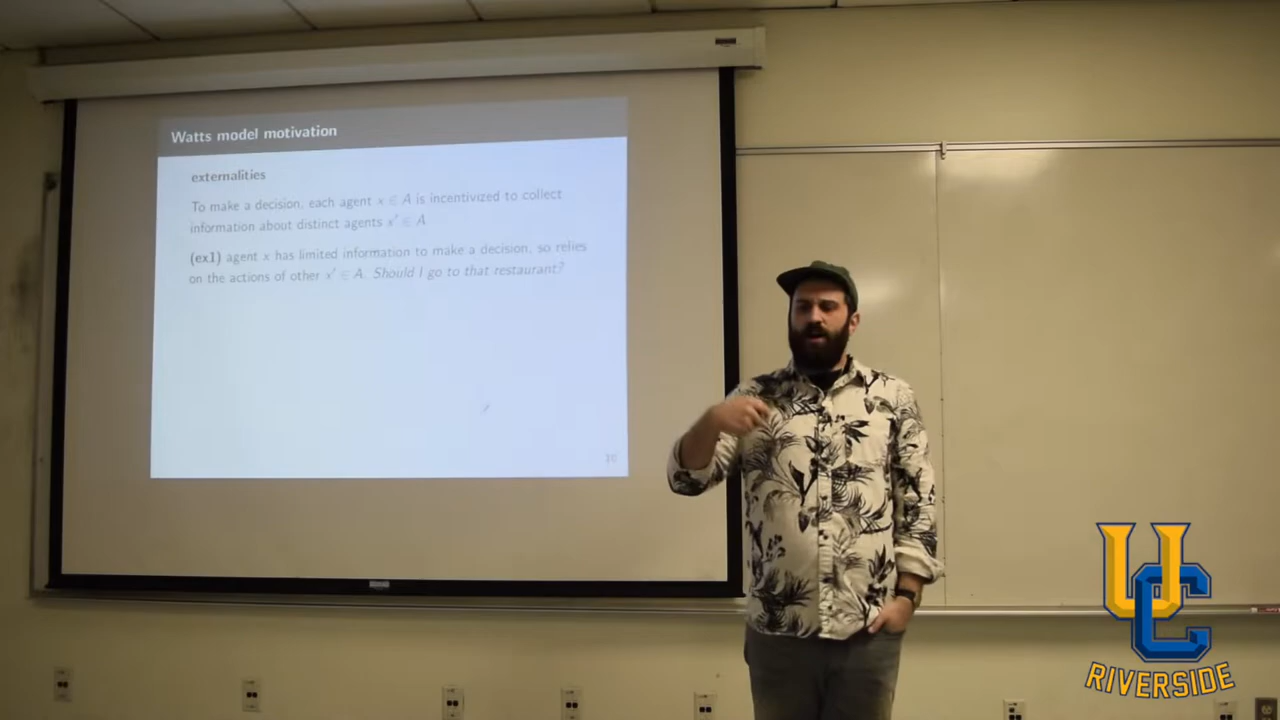 Watts model motivation
externalities
To make a decision, each agent x ∈ A is incentivized to collect
information about distinct agents x′ ∈ A
(ex1) agent x has limited information to make a decision, so relies
on the actions of other x′ ∈ A. Should I go to that restaurant?
30
UC
RIVERSIDE